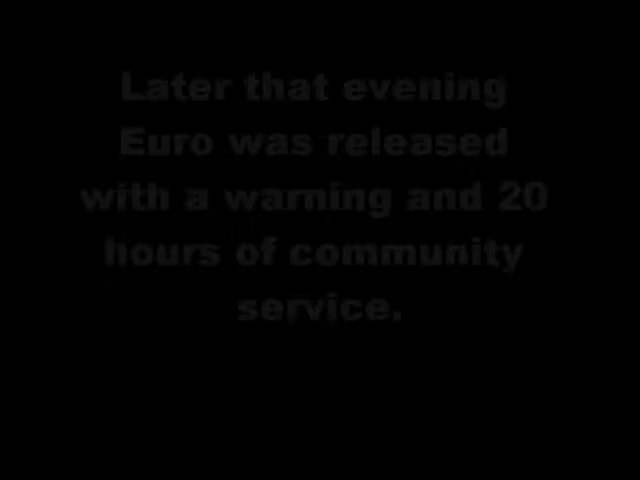 Later that evening
Euro was released
with a warning and 20
hours of community
service.